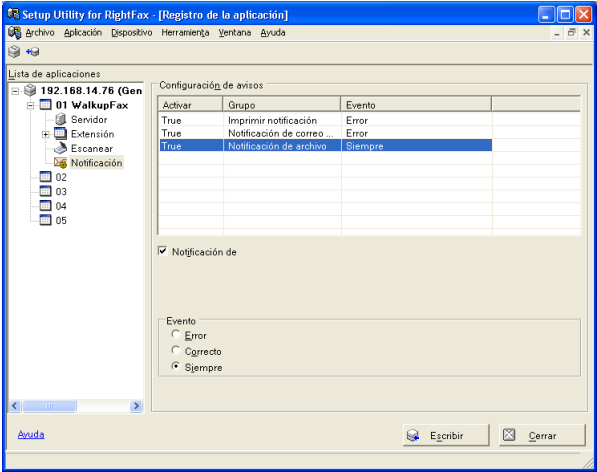 Setup Utility for RightFax - [Registro de la aplicación]
Archivo Aplicación Dispositivo Herramienta Ventana Ayuda
Lista de aplicaciones
192.168.14.76 (Gen
01 WalkupFax
Servidor
Extensión
Escanear
Notificación
02
03
04
05
Configuración de avisos
Activar Grupo Evento
True Imprimir notificación Error
True Notificación de correo ... Error
True Notificación de archivo Siempre
Notificación de
Evento
Error
Correcto
Siempre
Ayuda
Escribir
Cerrar